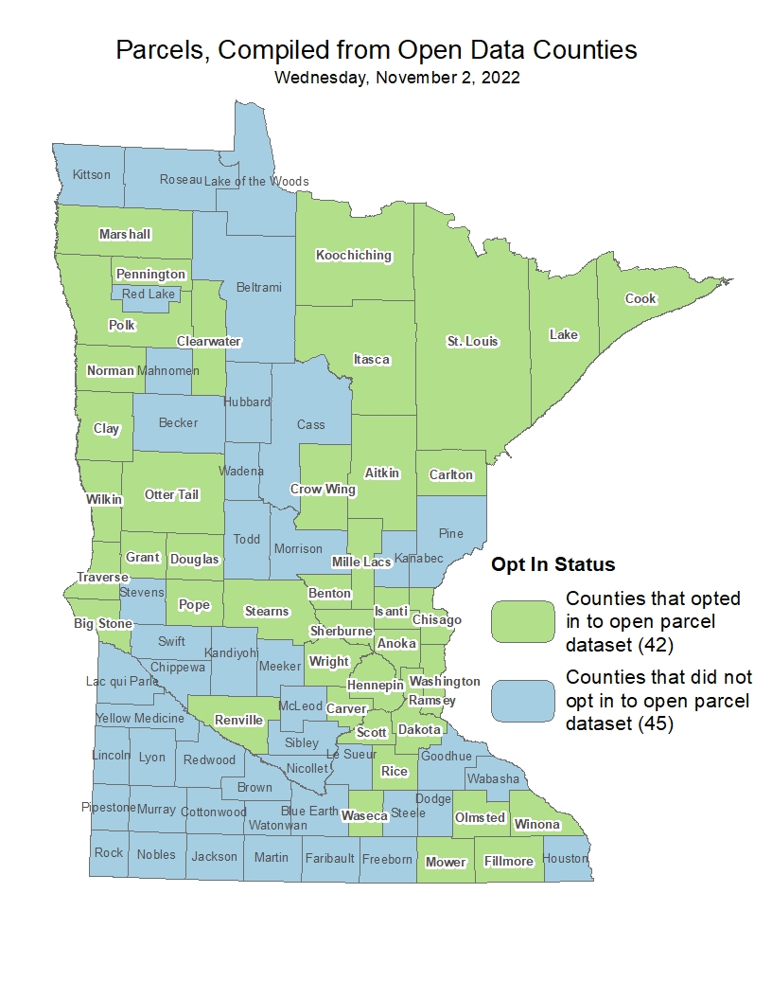 Parcels, Compiled from Open Data Counties
Wednesday, November 2, 2022
Kittson
Roseau
Lake of the Woods
Marshall
Koochiching
Pennington
Beltrami
Red Lake
Cook
Polk
Clearwater
Lake
St. Louis
Itasca
Norman
Mahnomen
Hubbard
Becker
Cass
Clay
Wadena
Aitkin
Carlton
Crow Wing
Otter Tail
Wilkin
Pine
Todd
Morrison
Grant
Douglas
Mille Lacs
Kanabec
Opt In Status
Traverse
Stevens
Benton
Pope
Stearns
Isanti
Chisago
Big Stone
Sherburne
Swift
Anoka
Kandiyohi
Meeker
Wright
Chippewa
Lac qui Parle
Hennepin
Washington
Ramsey
McLeod
Carver
Yellow Medicine
Renville
Scott
Dakota
Sibley
Lincoln
Lyon
Redwood
Le Sueur
Goodhue
Nicollet
Rice
Wabasha
Brown
Dodge
Pipestone
Murray
Cottonwood
Blue Earth
Waseca
Steele
Olmsted
Winona
Watonwan
Rock
Nobles
Jackson
Martin
Faribault
Freeborn
Mower
Fillmore
Houston
Counties that opted
in to open parcel
dataset (42)
Counties that did not
opt in to open parcel
dataset (45)